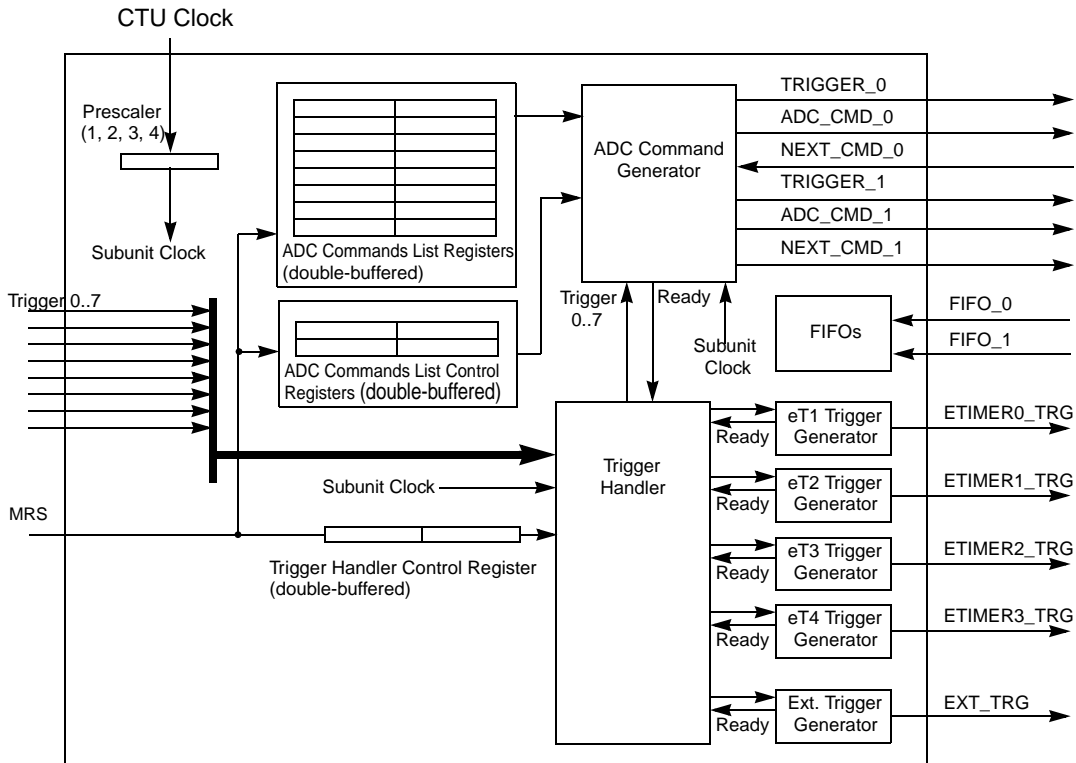 CTU Clock
Prescaler
(1, 2, 3, 4)
Subunit Clock
ADC Commands List Registers
(double-buffered)
ADC Commands List Control
Registers (double-buffered)
ADC Command
Generator
TRIGGER_0
ADC_CMD_0
NEXT_CMD_0
TRIGGER_1
ADC_CMD_1
NEXT_CMD_1
Trigger 0..7
Trigger
0..7
Ready
Subunit
Clock
FIFOs
FIFO_0
FIFO_1
Trigger
Handler
Subunit Clock
MRS
Trigger Handler Control Register
(double-buffered)
Ready
eT1 Trigger
Generator
ETIMER0_TRG
Ready
eT2 Trigger
Generator
ETIMER1_TRG
Ready
eT3 Trigger
Generator
ETIMER2_TRG
Ready
eT4 Trigger
Generator
ETIMER3_TRG
Ready
Ext. Trigger
Generator
EXT_TRG